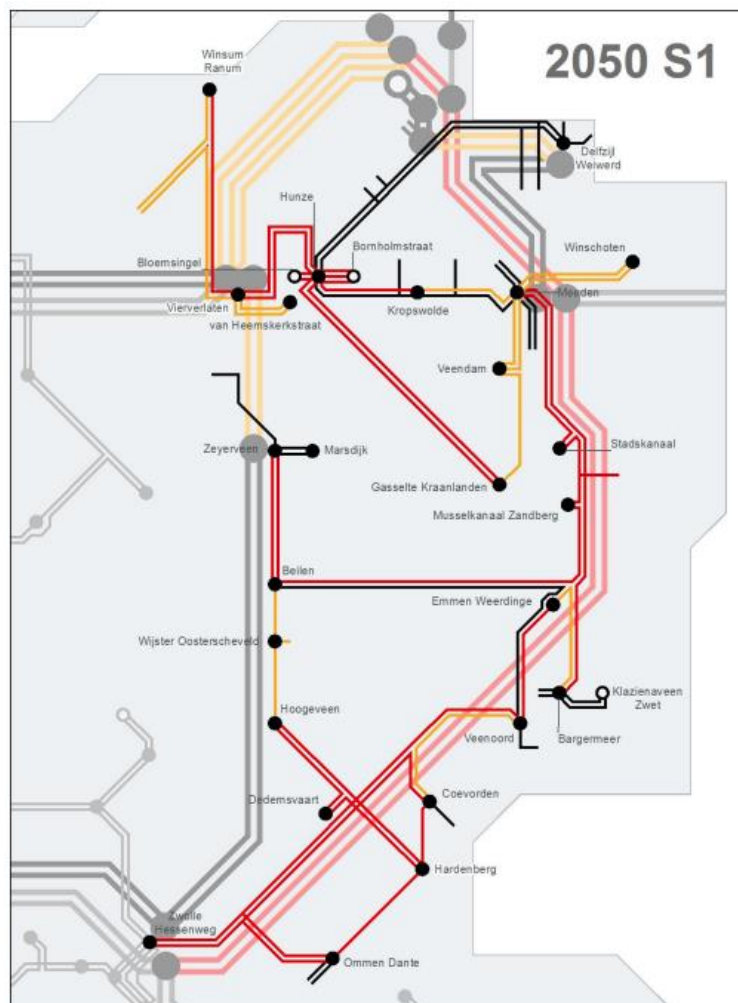 2050 S1
Winsum
Ranum
Delfzijl
Weiwerd
Hunze
Bornholmstraat
Winschoten
Bloemsingel
Meeden
Vierverlaten
Kropswolde
van Heemskerkstraat
Veendam
Zeyerveen
Marsdijk
Stadskanaal
Gasselte Kraanlanden
Musselkanaal Zandberg
Beilen
Emmen Weerdinge
Wijster Oosterscheveld
Klazienaveen
Zwet
Hoogeveen
Veenoord
Bargermeer
Dedemsvaart
Coevorden
Hardenberg
Zwolle
Hessenweg
Ommen Dante